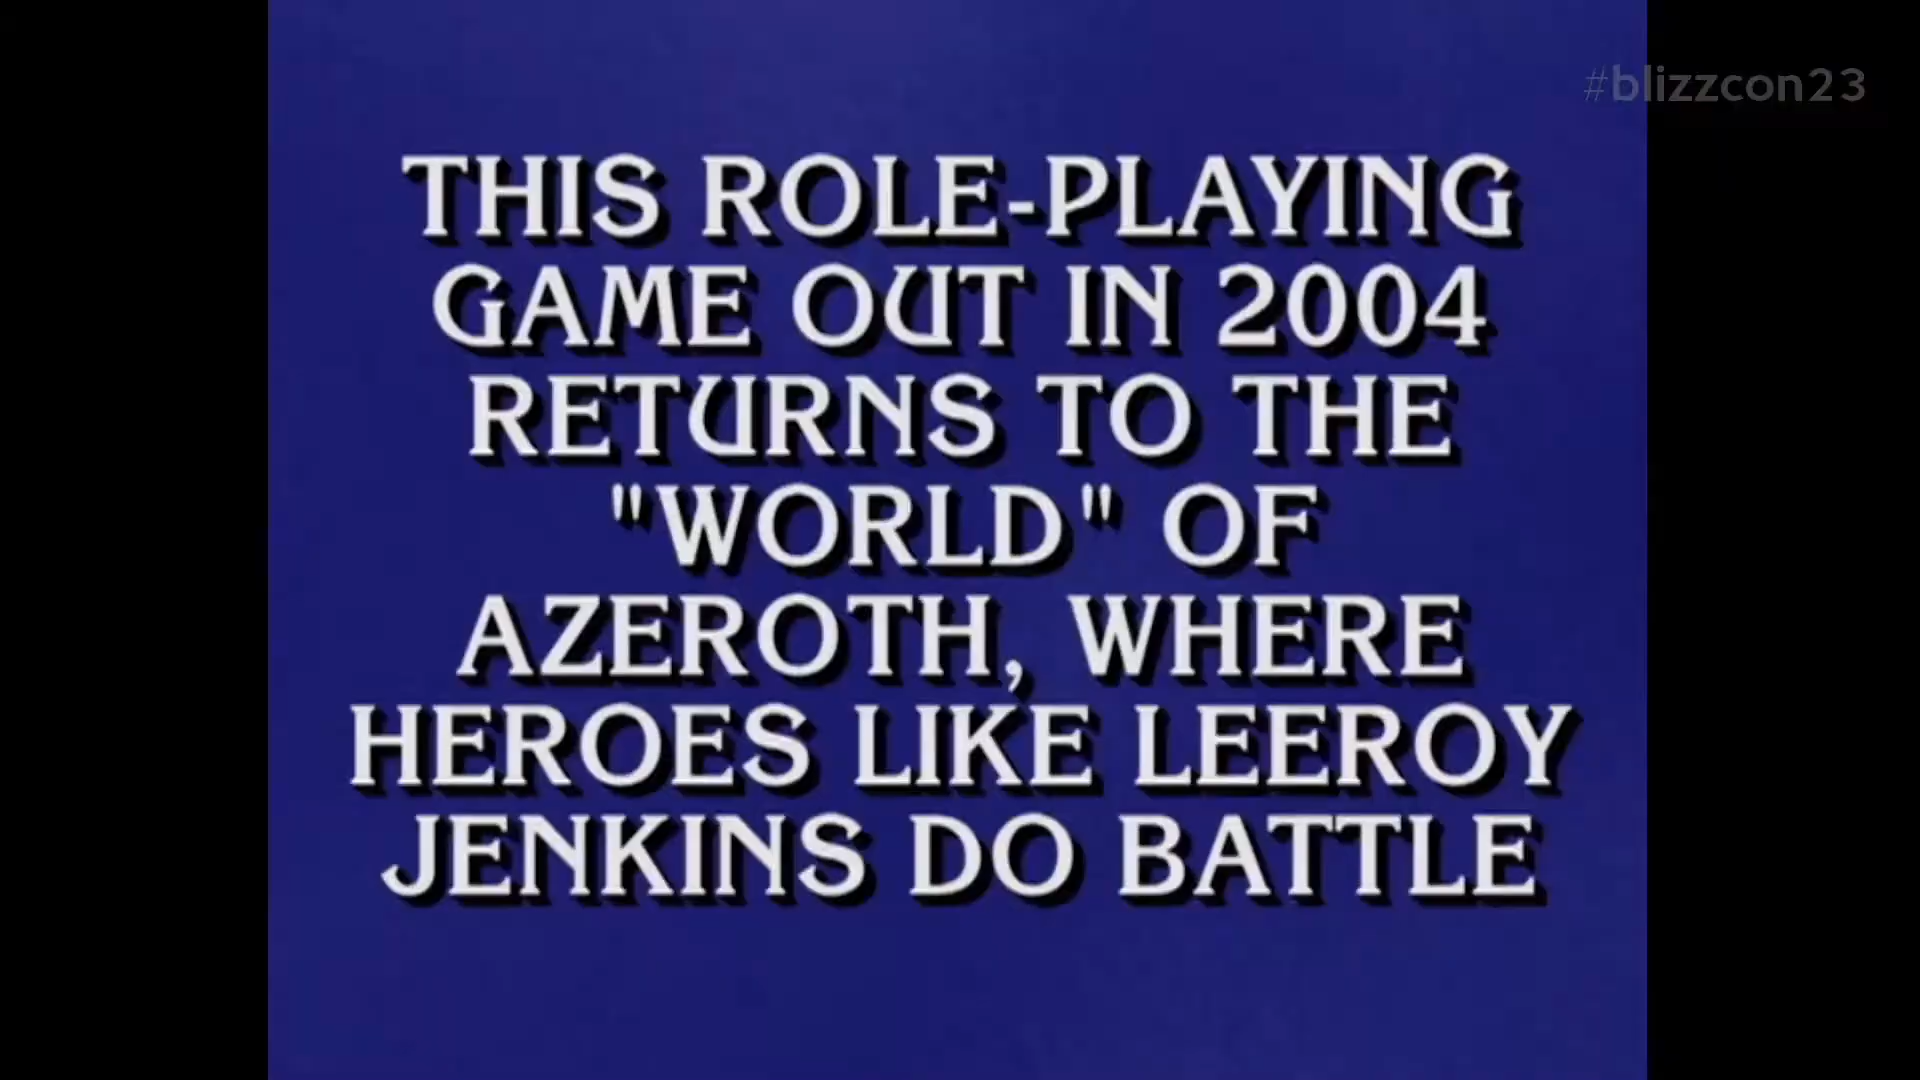 #blizzcon23
THIS ROLE-PLAYING
GAME OUT IN 2004
RETURNS TO THE
"WORLD" OF
AZEROTH, WHERE
HEROES LIKE LEEROY
JENKINS DO BATTLE